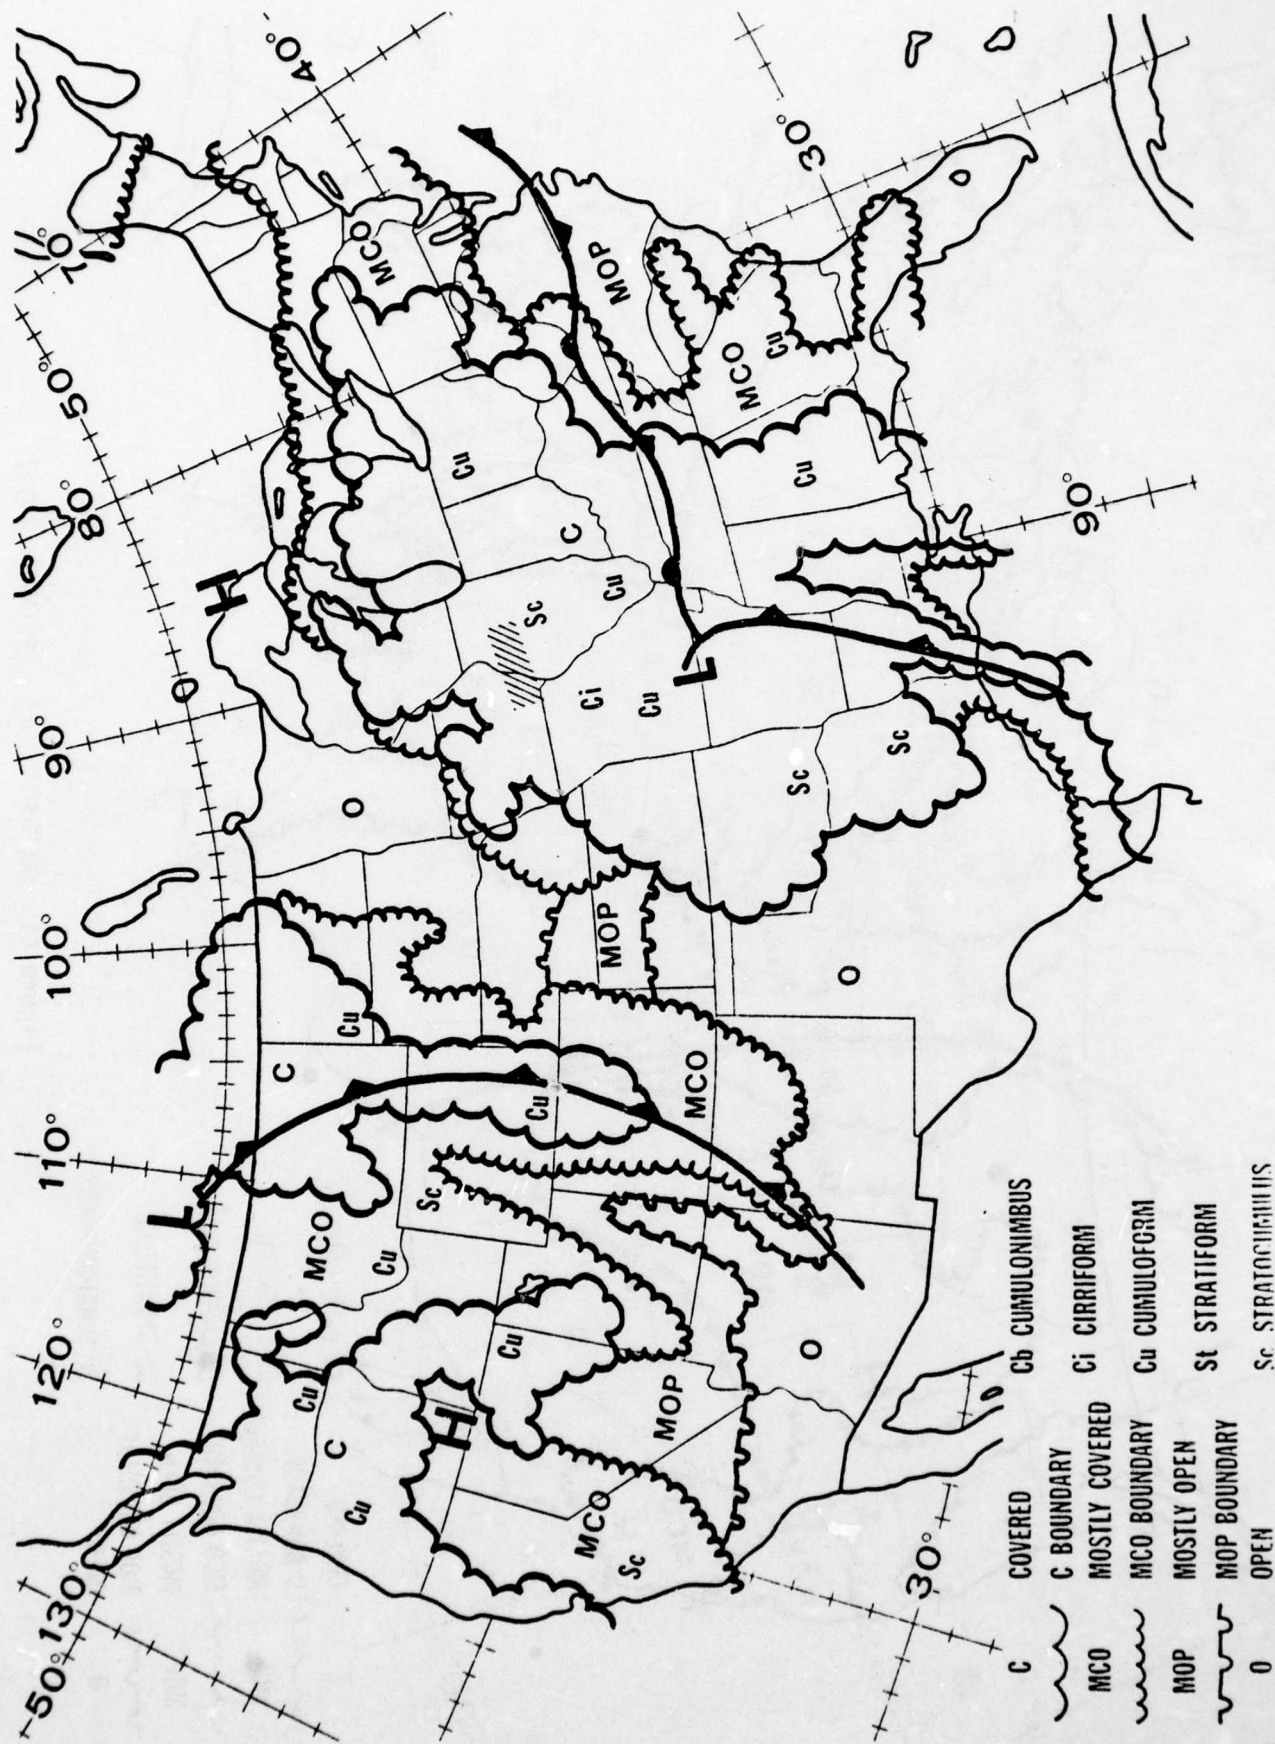 50° 130° 120° 110° 100° 90° 80° 50° 70°
40°
L
O
H
C
Cu
MCO
C
Cu
O
Cu
Cu
MCO
Sc
H
Cu
Cu
Cu
Sc
C
MCO
Ci
MOP
Cu
MOP
Sc
Cu
MOP
MCO
L
MCO
Cu
Sc
Cu
O
30°
O
Sc
30°
90°
C COVERED Cb CUMULONIMBUS
C BOUNDARY
MCO MOSTLY COVERED Ci CIRRIFORM
MCO BOUNDARY Cu CUMULOFORM
MOP MOSTLY OPEN St STRATIFORM
MOP BOUNDARY
O OPEN Sc STRATOCUMULUS